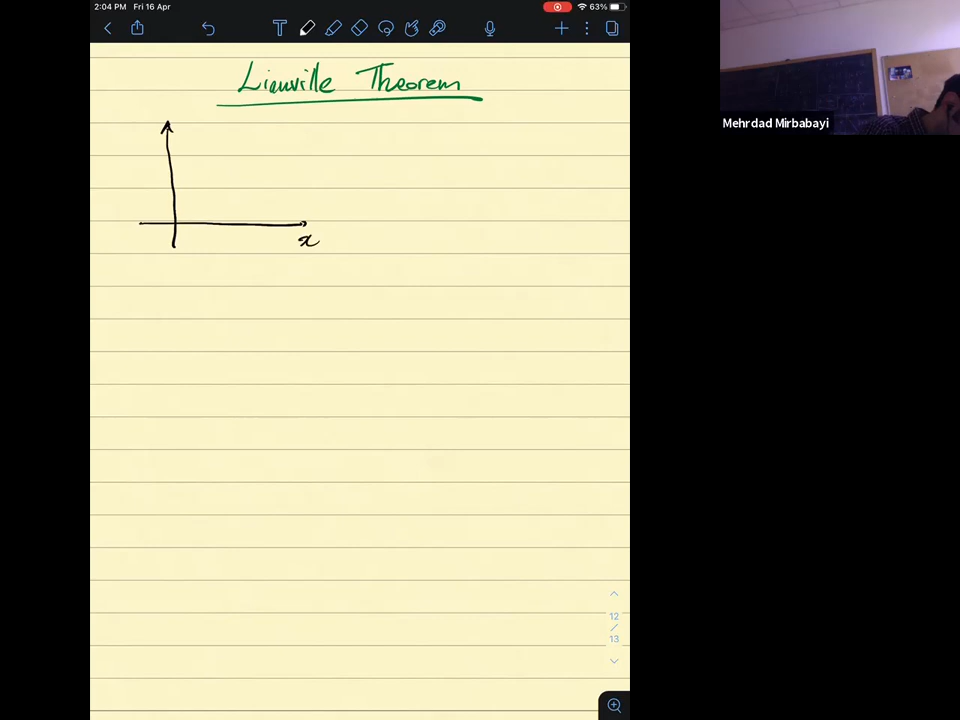 2:04 PM Fri 16 Apr
63%
Liouville Theorem
x
Mehrdad Mirbabayi
12
/
13